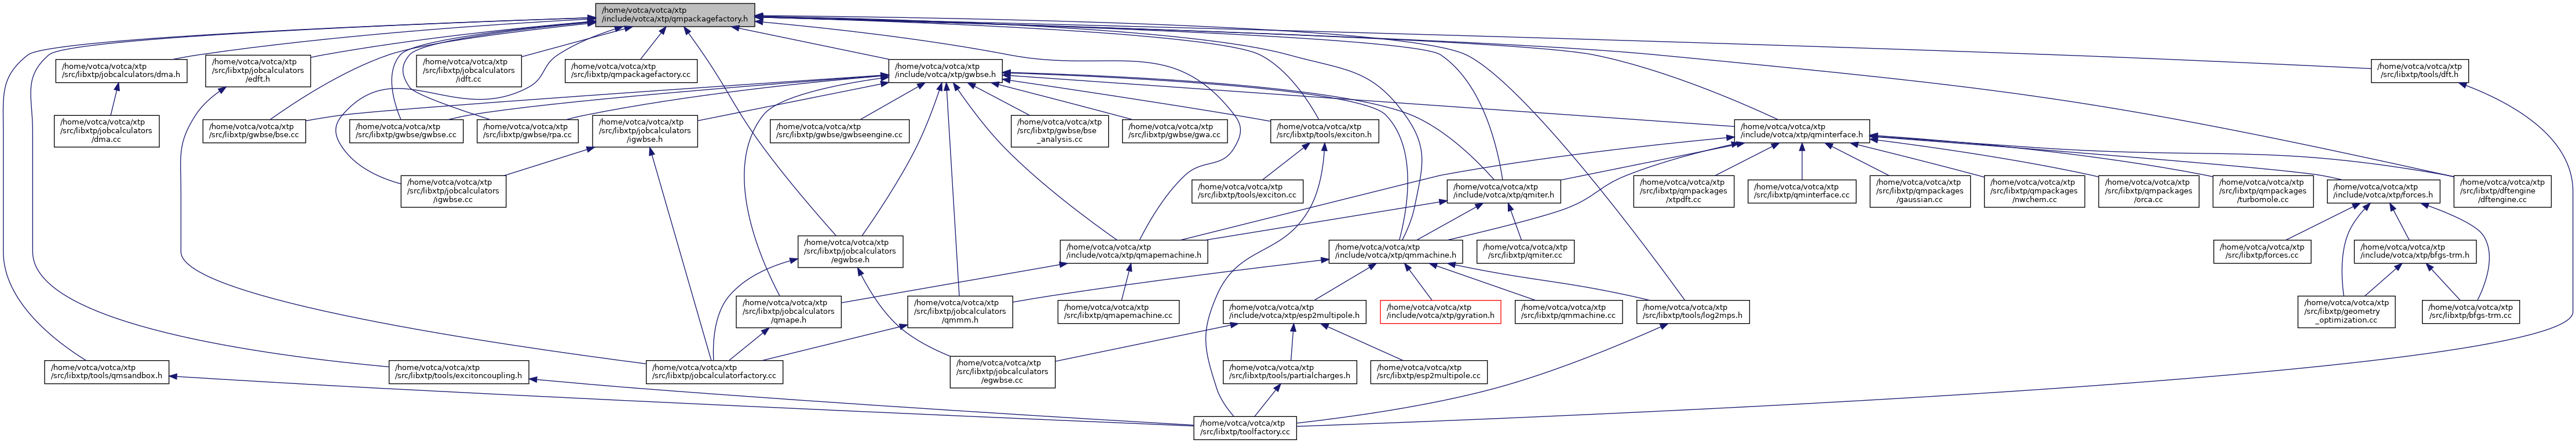 /home/votca/votca/xtp
/include/votca/xtp/qmpackagefactory.h
/home/votca/votca/xtp
/src/libxtp/jobcalculators/dma.h
/home/votca/votca/xtp
/src/libxtp/jobcalculators
/edft.h
/home/votca/votca/xtp
/src/libxtp/jobcalculators
/idft.cc
/home/votca/votca/xtp
/src/libxtp/qmpackagefactory.cc
/home/votca/votca/xtp
/include/votca/xtp/gwbse.h
/home/votca/votca/xtp
/src/libxtp/tools/dft.h
/home/votca/votca/xtp
/src/libxtp/jobcalculators
/dma.cc
/home/votca/votca/xtp
/src/libxtp/gwbse/bse.cc
/home/votca/votca/xtp
/src/libxtp/gwbse/gwbse.cc
/home/votca/votca/xtp
/src/libxtp/gwbse/rpa.cc
/home/votca/votca/xtp
/src/libxtp/jobcalculators
/igwbse.h
/home/votca/votca/xtp
/src/libxtp/gwbse/gwbseengine.cc
/home/votca/votca/xtp
/src/libxtp/gwbse/bse
_analysis.cc
/home/votca/votca/xtp
/src/libxtp/gwbse/gwa.cc
/home/votca/votca/xtp
/src/libxtp/tools/exciton.h
/home/votca/votca/xtp
/include/votca/xtp/qminterface.h
/home/votca/votca/xtp
/src/libxtp/jobcalculators
/igwbse.cc
/home/votca/votca/xtp
/src/libxtp/tools/exciton.cc
/home/votca/votca/xtp
/include/votca/xtp/qmiter.h
/home/votca/votca/xtp
/src/libxtp/qmpackages
/xtpdft.cc
/home/votca/votca/xtp
/src/libxtp/qminterface.cc
/home/votca/votca/xtp
/src/libxtp/qmpackages
/gaussian.cc
/home/votca/votca/xtp
/src/libxtp/qmpackages
/nwchem.cc
/home/votca/votca/xtp
/src/libxtp/qmpackages
/orca.cc
/home/votca/votca/xtp
/src/libxtp/qmpackages
/turbomole.cc
/home/votca/votca/xtp
/include/votca/xtp/forces.h
/home/votca/votca/xtp
/src/libxtp/dftengine
/dftengine.cc
/home/votca/votca/xtp
/src/libxtp/jobcalculators
/egwbse.h
/home/votca/votca/xtp
/include/votca/xtp/qmapemachine.h
/home/votca/votca/xtp
/include/votca/xtp/qmmachine.h
/home/votca/votca/xtp
/src/libxtp/qmiter.cc
/home/votca/votca/xtp
/src/libxtp/forces.cc
/home/votca/votca/xtp
/include/votca/xtp/bfgs-trm.h
/home/votca/votca/xtp
/src/libxtp/jobcalculators
/qmape.h
/home/votca/votca/xtp
/src/libxtp/jobcalculators
/qmmm.h
/home/votca/votca/xtp
/src/libxtp/qmapemachine.cc
/home/votca/votca/xtp
/include/votca/xtp/esp2multipole.h
/home/votca/votca/xtp
/include/votca/xtp/gyration.h
/home/votca/votca/xtp
/src/libxtp/qmmachine.cc
/home/votca/votca/xtp
/src/libxtp/tools/log2mps.h
/home/votca/votca/xtp
/src/libxtp/geometry
_optimization.cc
/home/votca/votca/xtp
/src/libxtp/bfgs-trm.cc
/home/votca/votca/xtp
/src/libxtp/tools/qmsandbox.h
/home/votca/votca/xtp
/src/libxtp/tools/excitoncoupling.h
/home/votca/votca/xtp
/src/libxtp/jobcalculatorfactory.cc
/home/votca/votca/xtp
/src/libxtp/jobcalculators
/egwbse.cc
/home/votca/votca/xtp
/src/libxtp/tools/partialcharges.h
/home/votca/votca/xtp
/src/libxtp/esp2multipole.cc
/home/votca/votca/xtp
/src/libxtp/toolfactory.cc